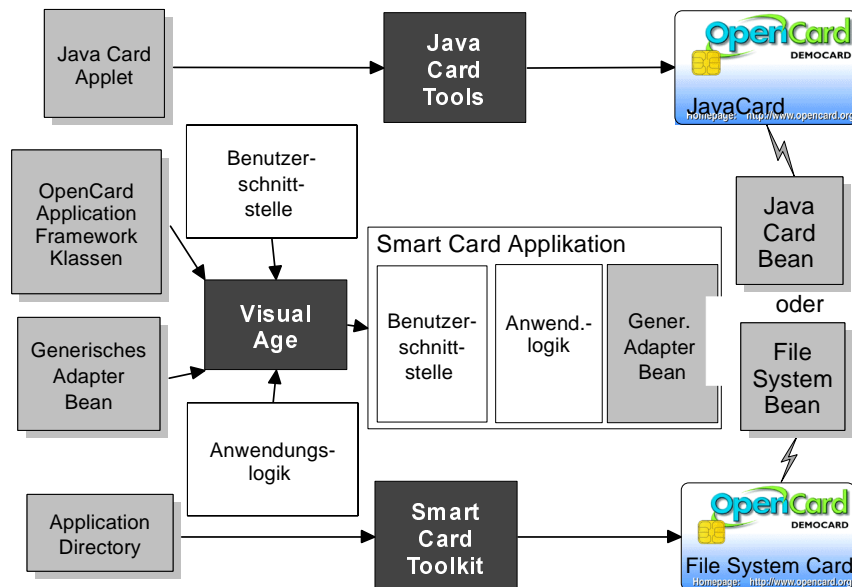 Java Card
Applet
Java
Card
Tools
OpenCard
DEMOCARD
JavaCard
Homepage: http://www.opencard.org
OpenCard
Application
Framework
Klassen
Benutzer-
schnitt-
stelle
Generisches
Adapter
Bean
Visual
Age
Anwendungs-
logik
Smart Card Applikation
Benutzer-
schnitt-
stelle
Anwend.-
logik
Gener.
Adapter
Bean
Java
Card
Bean
oder
File
System
Bean
Application
Directory
Smart
Card
Toolkit
OpenCard
DEMOCARD
File System Card
Homepage: http://www.opencard.org